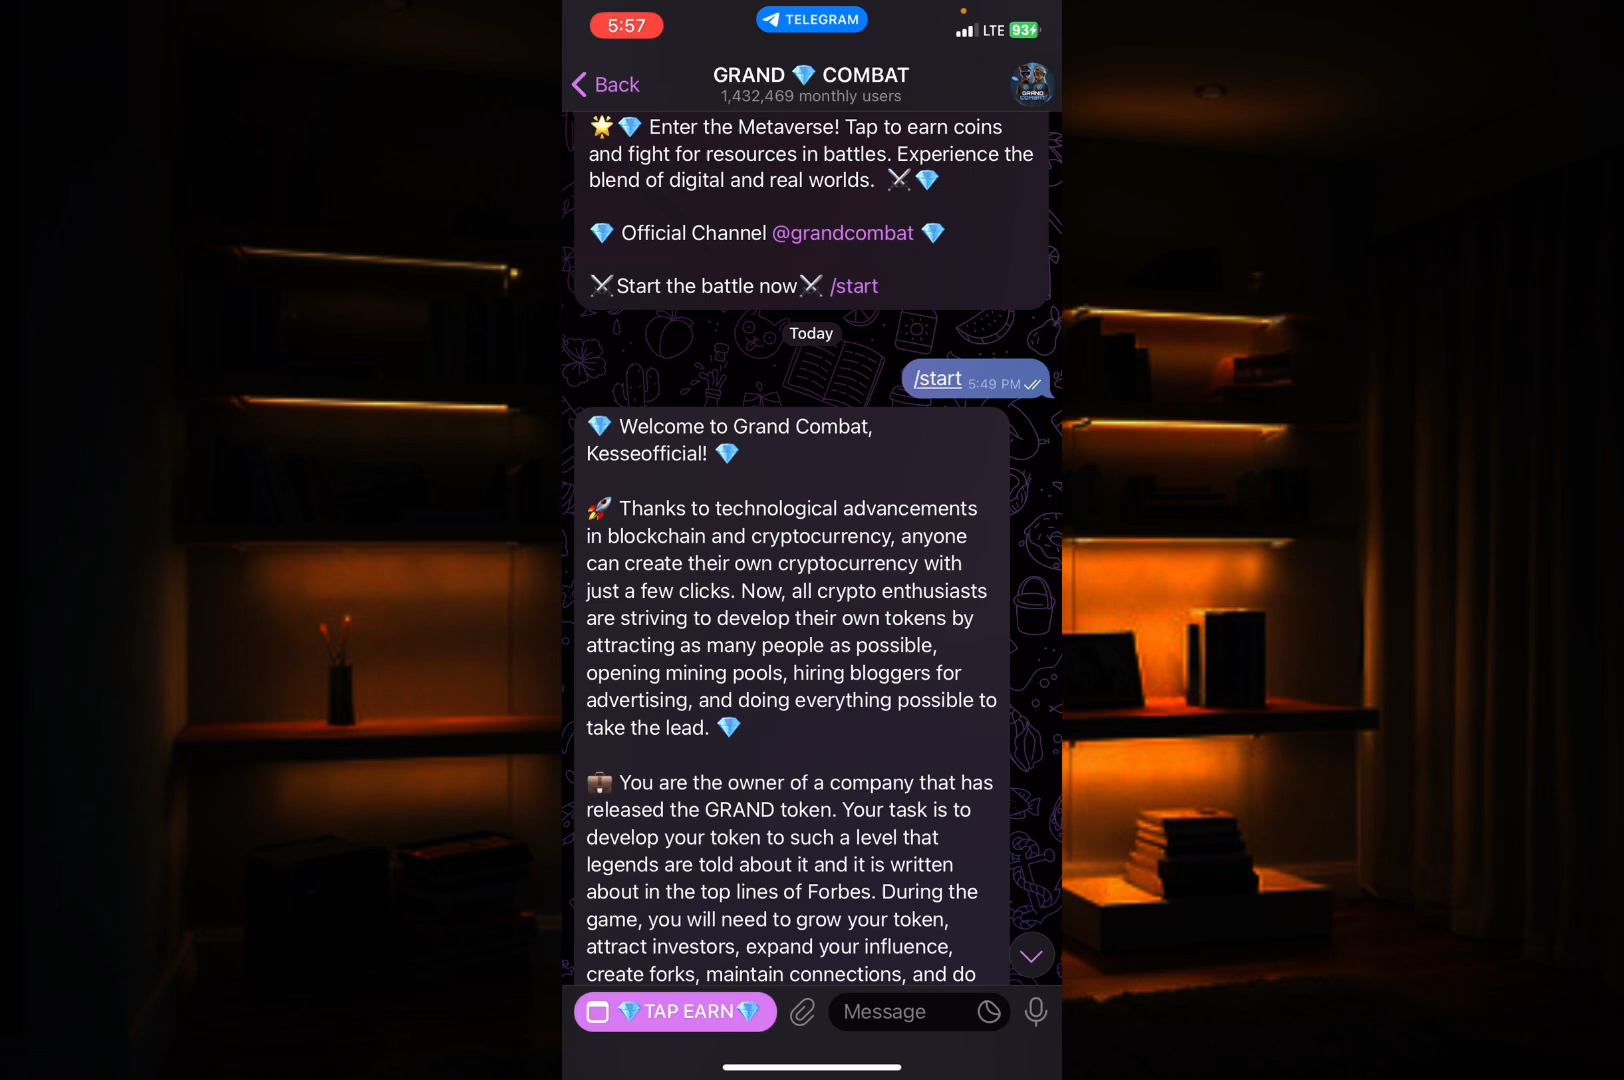 5:57
TELEGRAM
LTE 93
Back
GRAND 💎 COMBAT
1,432,469 monthly users
GRAND COMBAT
🌟💎 Enter the Metaverse! Tap to earn coins
and fight for resources in battles. Experience the
blend of digital and real worlds. ⚔️💎
💎 Official Channel @grandcombat 💎
⚔️Start the battle now⚔️ /start
Today
/start 5:49 PM
💎 Welcome to Grand Combat,
Kesseofficial! 💎
🚀 Thanks to technological advancements
in blockchain and cryptocurrency, anyone
can create their own cryptocurrency with
just a few clicks. Now, all crypto enthusiasts
are striving to develop their own tokens by
attracting as many people as possible,
opening mining pools, hiring bloggers for
advertising, and doing everything possible to
take the lead. 💎
💼 You are the owner of a company that has
released the GRAND token. Your task is to
develop your token to such a level that
legends are told about it and it is written
about in the top lines of Forbes. During the
game, you will need to grow your token,
attract investors, expand your influence,
create forks, maintain connections, and do
💎TAP EARN💎
Message